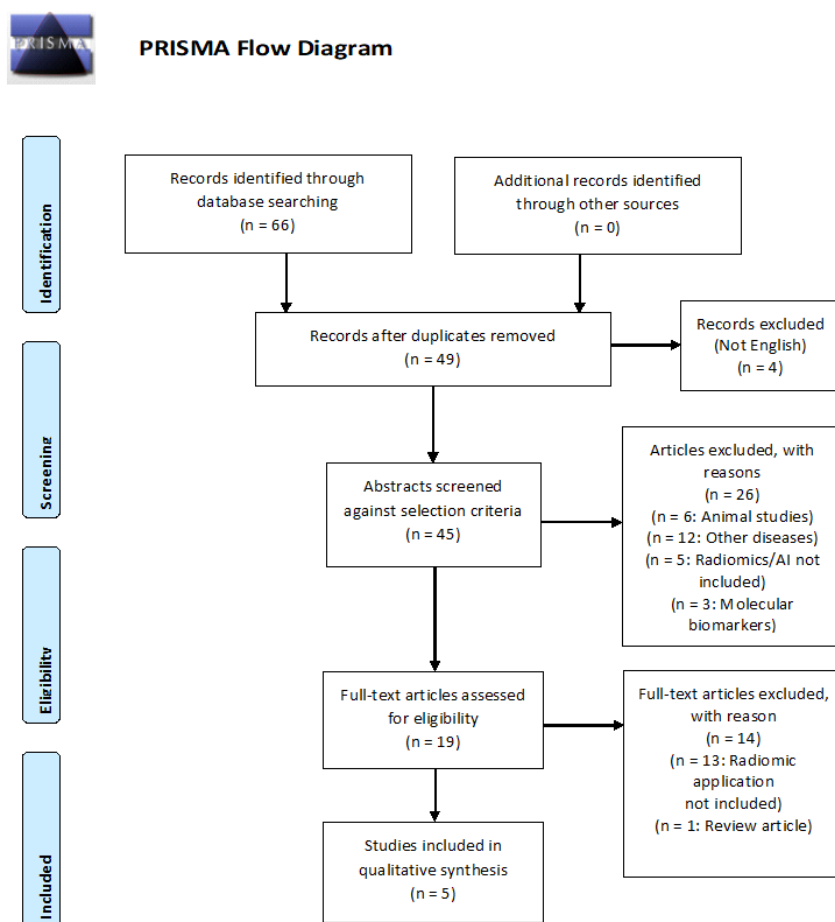 PRISMA
PRISMA Flow Diagram
Identification
Records identified through
database searching
(n = 66)
Additional records identified
through other sources
(n = 0)
Records after duplicates removed
(n = 49)
Records excluded
(Not English)
(n = 4)
Screening
Abstracts screened
against selection criteria
(n = 45)
Articles excluded, with
reasons
(n = 26)
(n = 6: Animal studies)
(n = 12: Other diseases)
(n = 5: Radiomics/AI not
included)
(n = 3: Molecular
biomarkers)
Eligibility
Full-text articles assessed
for eligibility
(n = 19)
Full-text articles excluded,
with reason
(n = 14)
(n = 13: Radiomic
application
not included)
(n = 1: Review article)
Included
Studies included in
qualitative synthesis
(n = 5)